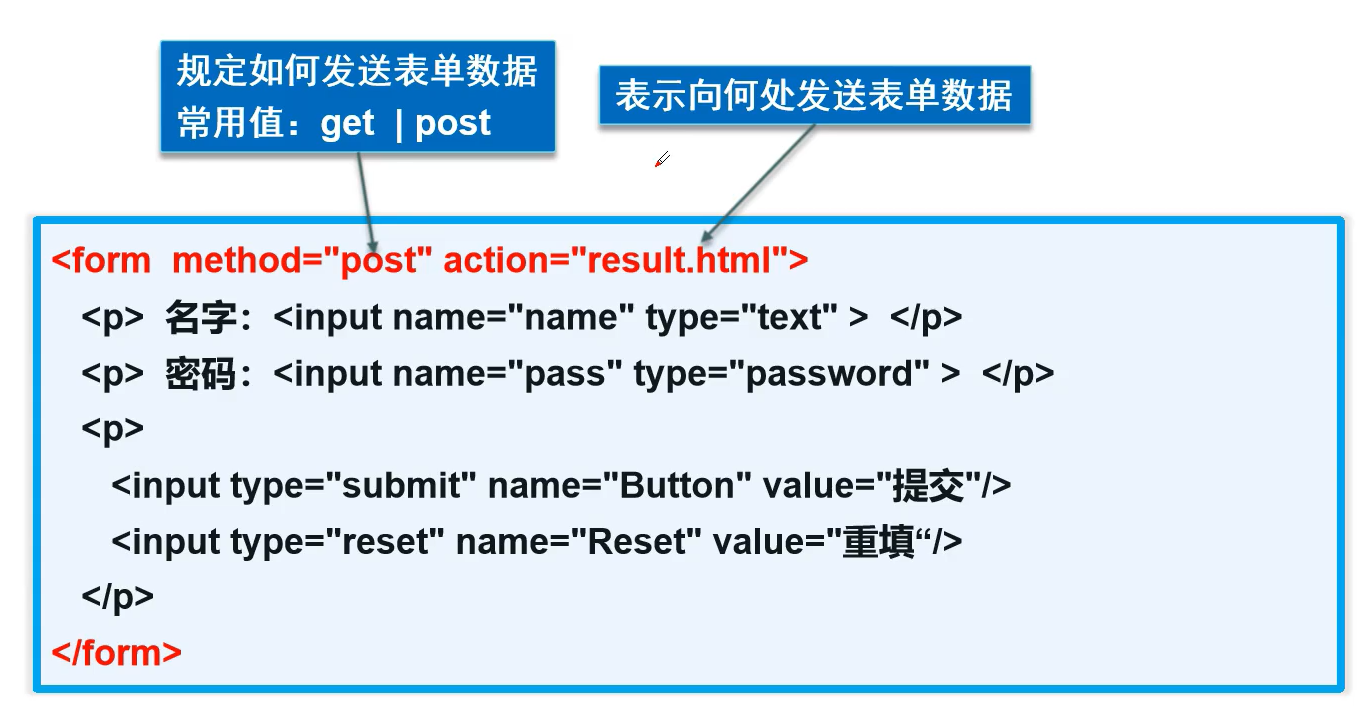 规定如何发送表单数据
常用值：get | post
表示向何处发送表单数据
<form method="post" action="result.html">
<p> 名字：<input name="name" type="text" > </p>
<p> 密码：<input name="pass" type="password" > </p>
<p>
<input type="submit" name="Button" value="提交"/>
<input type="reset" name="Reset" value="重填“/>
</p>
</form>